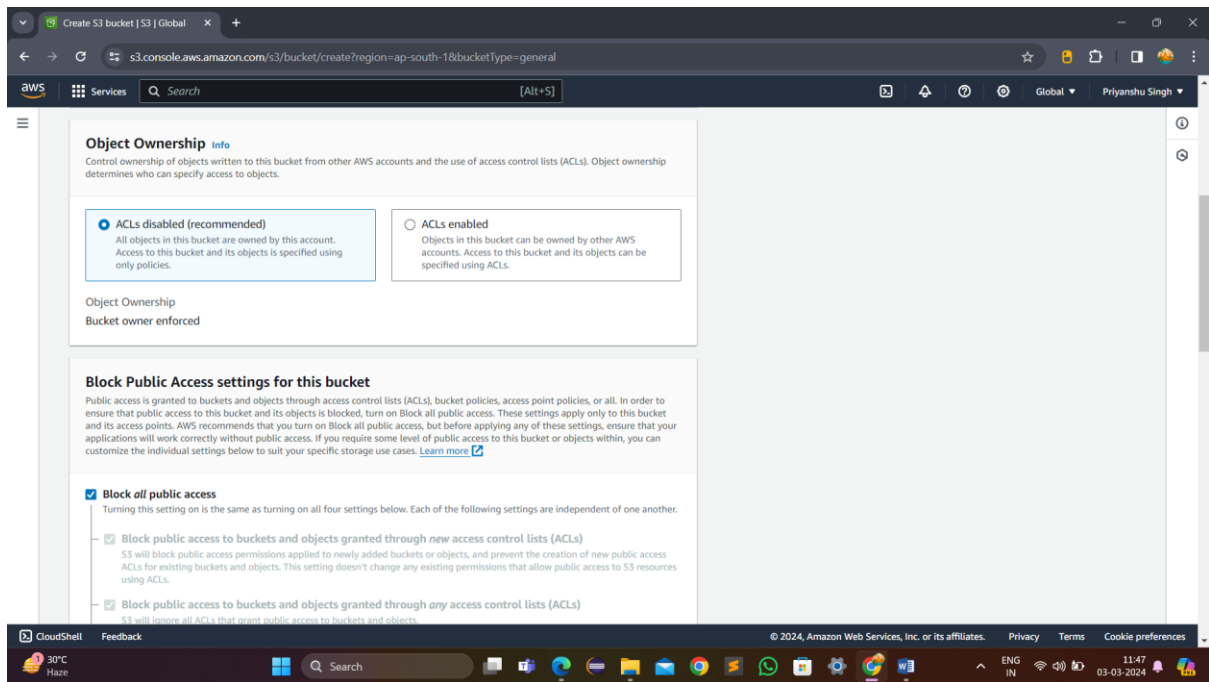 Create S3 bucket | S3 | Global
s3.console.aws.amazon.com/s3/bucket/create?region=ap-south-1&bucketType=general
aws
Services
Search
[Alt+S]
Global
Priyanshu Singh
Object Ownership Info
Control ownership of objects written to this bucket from other AWS accounts and the use of access control lists (ACLs). Object ownership
determines who can specify access to objects.
ACLs disabled (recommended)
All objects in this bucket are owned by this account.
Access to this bucket and its objects is specified using
only policies.
ACLs enabled
Objects in this bucket can be owned by other AWS
accounts. Access to this bucket and its objects can be
specified using ACLs.
Object Ownership
Bucket owner enforced
Block Public Access settings for this bucket
Public access is granted to buckets and objects through access control lists (ACLs), bucket policies, access point policies, or all. In order to
ensure that public access to this bucket and its objects is blocked, turn on Block all public access. These settings apply only to this bucket
and its access points. AWS recommends that you turn on Block all public access, but before applying any of these settings, ensure that your
applications will work correctly without public access. If you require some level of public access to this bucket or objects within, you can
customize the individual settings below to suit your specific storage use cases. Learn more
Block all public access
Turning this setting on is the same as turning on all four settings below. Each of the following settings are independent of one another.
Block public access to buckets and objects granted through new access control lists (ACLs)
S3 will block public access permissions applied to newly added buckets or objects, and prevent the creation of new public access
ACLs for existing buckets and objects. This setting doesn't change any existing permissions that allow public access to S3 resources
using ACLs.
Block public access to buckets and objects granted through any access control lists (ACLs)
S3 will ignore all ACLs that grant public access to buckets and objects.
CloudShell
Feedback
© 2024, Amazon Web Services, Inc. or its affiliates.
Privacy
Terms
Cookie preferences
1
30°C
Haze
Search
ENG
IN
11:47
03-03-2024